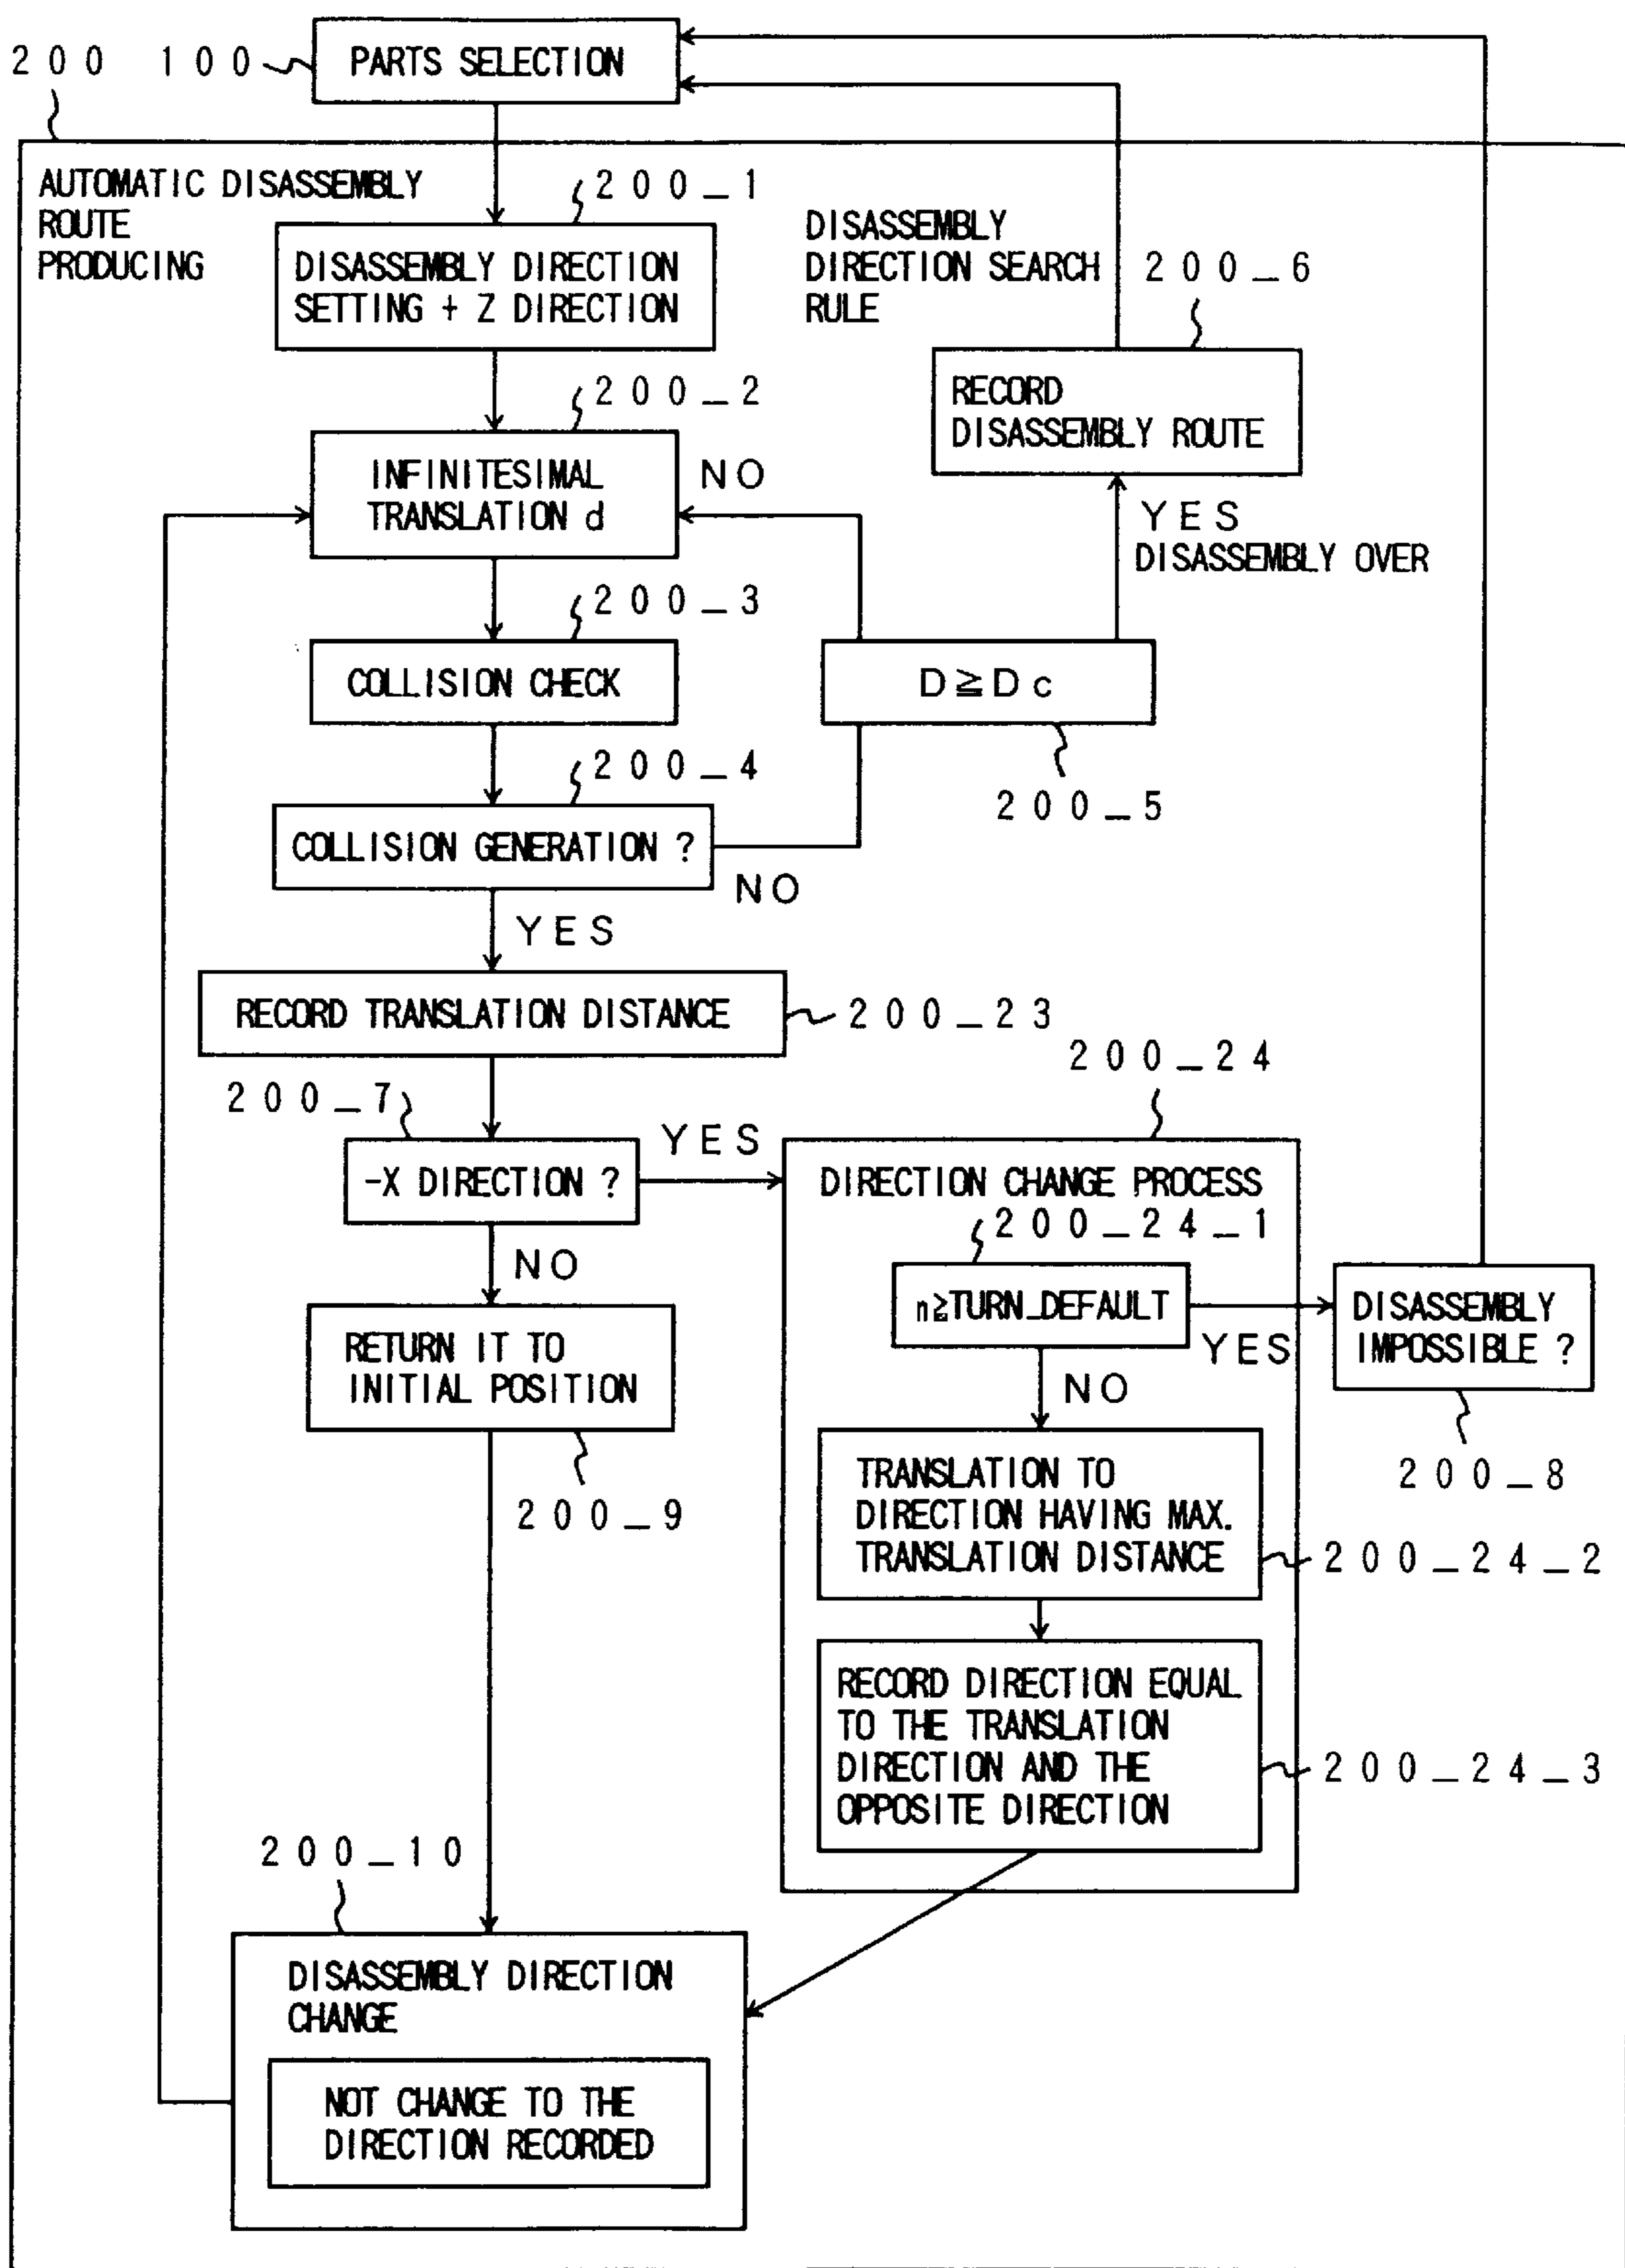 200
100
PARTS SELECTION
AUTOMATIC DISASSEMBLY
ROUTE
PRODUCING
200_1
DISASSEMBLY DIRECTION
SETTING + Z DIRECTION
DISASSEMBLY
DIRECTION SEARCH
RULE
200_6
RECORD
DISASSEMBLY ROUTE
200_2
INFINITESIMAL
TRANSLATION d
NO
YES
DISASSEMBLY OVER
200_3
COLLISION CHECK
D≧Dc
200_5
200_4
COLLISION GENERATION ?
NO
YES
RECORD TRANSLATION DISTANCE
200_23
200_7
-X DIRECTION ?
YES
NO
200_24
DIRECTION CHANGE PROCESS
200_24_1
n≧TURN_DEFAULT
YES
NO
DISASSEMBLY
IMPOSSIBLE ?
200_8
RETURN IT TO
INITIAL POSITION
200_9
TRANSLATION TO
DIRECTION HAVING MAX.
TRANSLATION DISTANCE
200_24_2
RECORD DIRECTION EQUAL
TO THE TRANSLATION
DIRECTION AND THE
OPPOSITE DIRECTION
200_24_3
200_10
DISASSEMBLY DIRECTION
CHANGE
NOT CHANGE TO THE
DIRECTION RECORDED